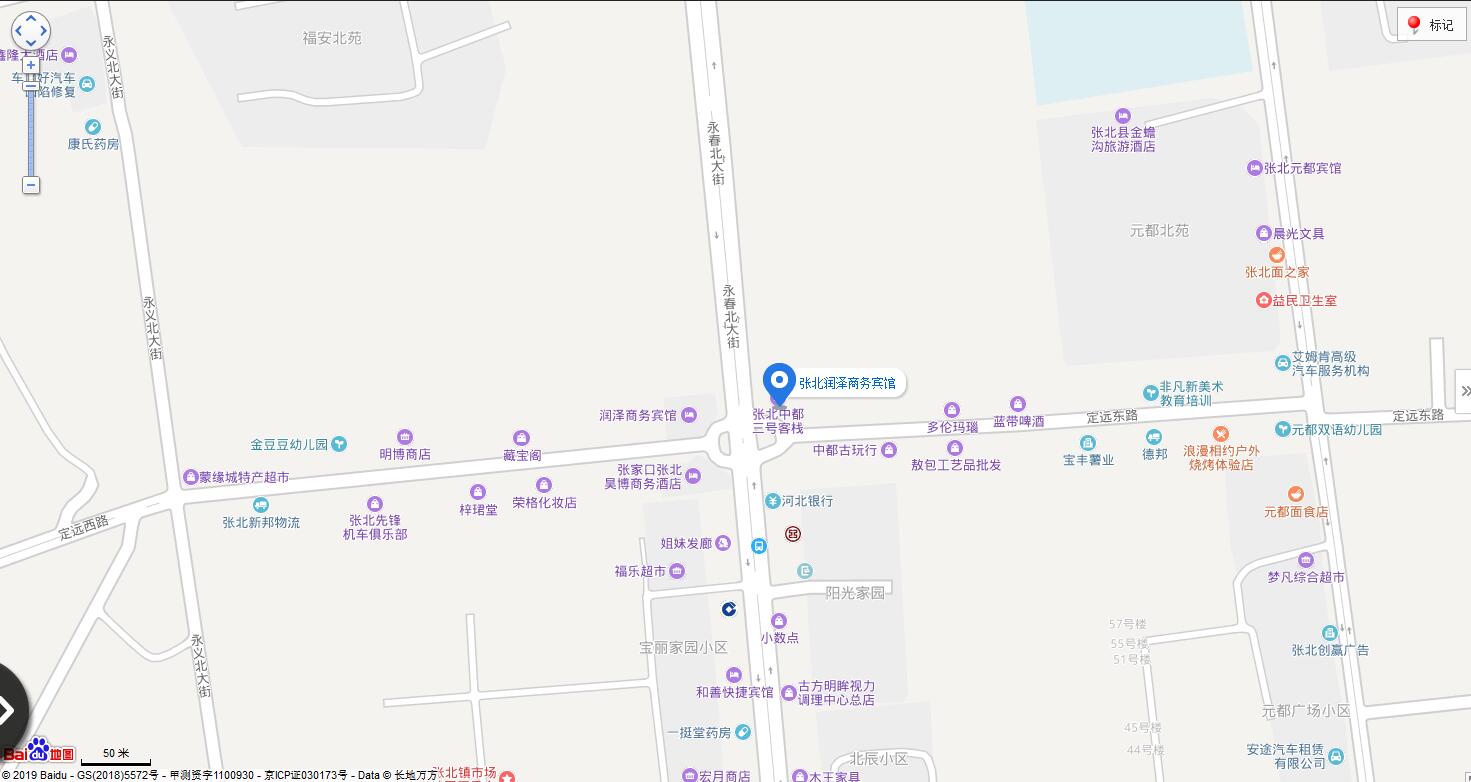 福安北苑
标记
鑫隆大酒店
车
好汽车
陷修复
永义北大街
康氏药房
永春北大街
张北县金蟾
沟旅游酒店
张北元都宾馆
元都北苑
晨光文具
张北面之家
益民卫生室
永义北大街
永春北大街
艾姆肯高级
汽车服务机构
张北润泽商务宾馆
非凡新美术
教育培训
润泽商务宾馆
张北中都
三号客栈
多伦玛瑙
蓝带啤酒
定远东路
定远东路
金豆豆幼儿园
明博商店
藏宝阁
中都古玩行
敖包工艺品批发
宝丰薯业
德邦
浪漫相约户外
烧烤体验店
元都双语幼儿园
蒙缘城特产超市
张家口张北
昊博商务酒店
梓珺堂
荣格化妆店
河北银行
元都面食店
定远西路
张北新邦物流
张北先锋
机车俱乐部
姐妹发廊
福乐超市
阳光家园
梦凡综合超市
小数点
57号楼
55号楼
51号楼
宝丽家园小区
张北创赢广告
永义北大街
和善快捷宾馆
古方明眸视力
调理中心总店
元都广场小区
一挺堂药房
45号楼
44号楼
北辰小区
安途汽车租赁
有限公司
Bai du 地图
50 米
张北镇市场
宏月商店
木王家具
© 2019 Baidu - GS(2018)5572号 - 甲测资字1100930 - 京ICP证030173号 - Data © 长地万方